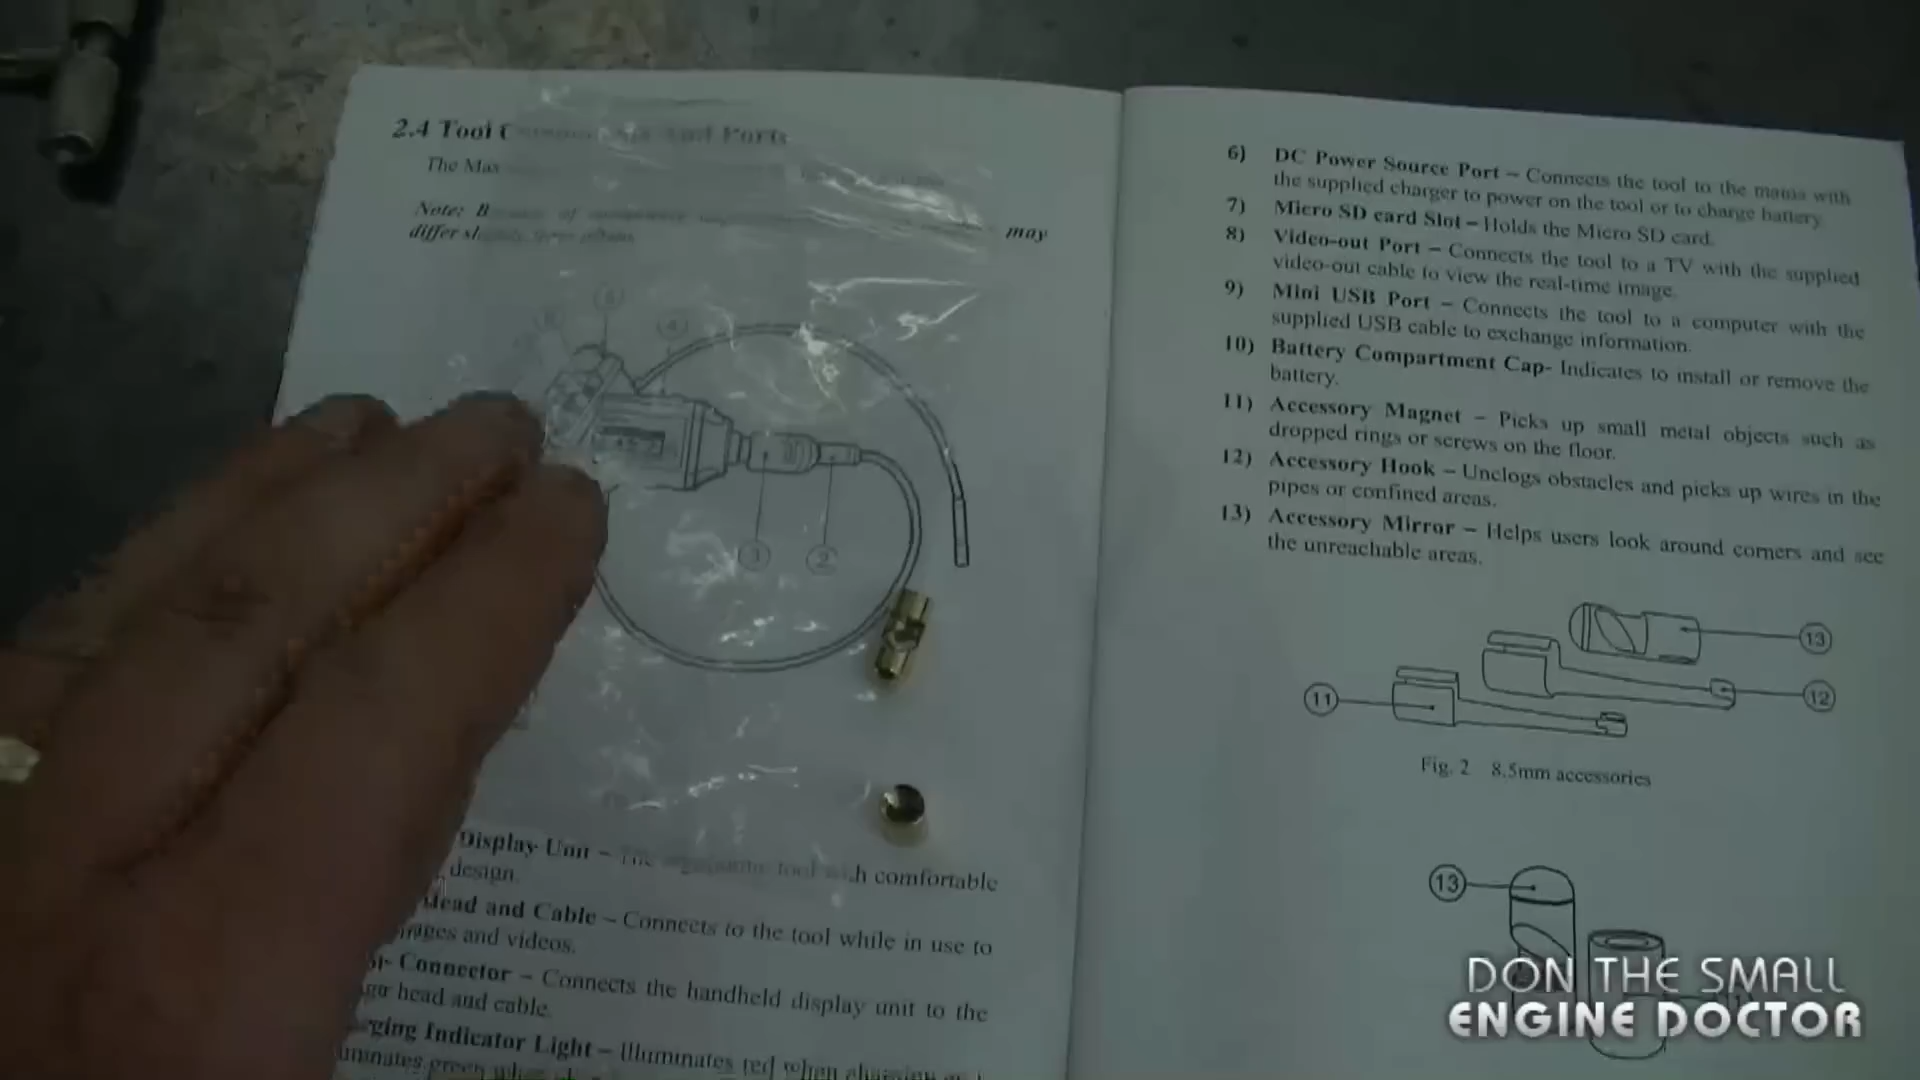 2.4 Tool Ports
The Max
Note: may
differ
4
3
2
Display Unit – tool with comfortable
design.
Head and Cable – Connects to the tool while in use to
images and videos.
Connector – Connects the handheld display unit to the
head and cable.
Indicator Light – Illuminates red when charging
6) DC Power Source Port – Connects the tool to the mains with
the supplied charger to power on the tool or to charge battery.
7) Micro SD card Slot – Holds the Micro SD card.
8) Video-out Port – Connects the tool to a TV with the supplied
video-out cable to view the real-time image.
9) Mini USB Port – Connects the tool to a computer with the
supplied USB cable to exchange information.
10) Battery Compartment Cap- Indicates to install or remove the
battery.
11) Accessory Magnet – Picks up small metal objects such as
dropped rings or screws on the floor.
12) Accessory Hook – Unclogs obstacles and picks up wires in the
pipes or confined areas.
13) Accessory Mirror – Helps users look around corners and see
the unreachable areas.
13
12
11
Fig. 2 8.5mm accessories
13
DON THE SMALL
ENGINE DOCTOR